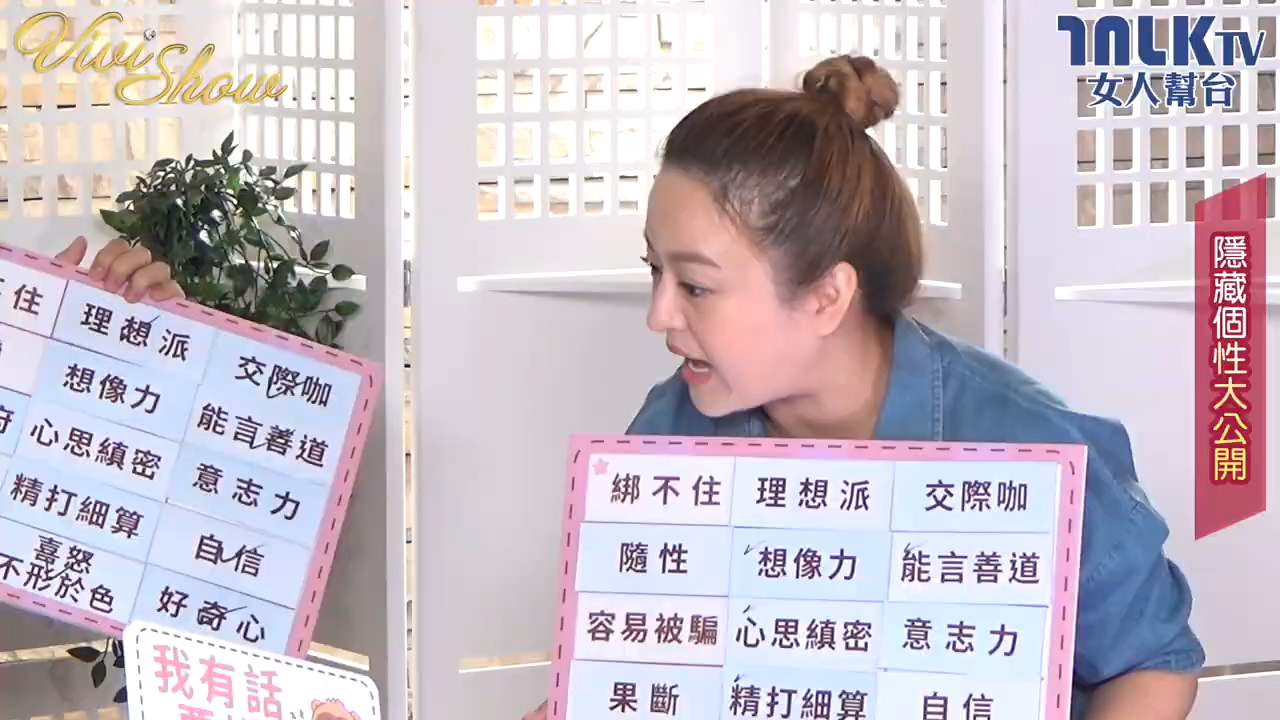 Vivi Show
TALK TV
女人幫台
隱藏個性大公開
不住 理想派 交際咖
想像力 能言善道
心思縝密 意志力
精打細算 自信
喜怒
不形於色 好奇心
我有話
綁不住 理想派 交際咖
隨性 想像力 能言善道
容易被騙 心思縝密 意志力
果斷 精打細算 自信